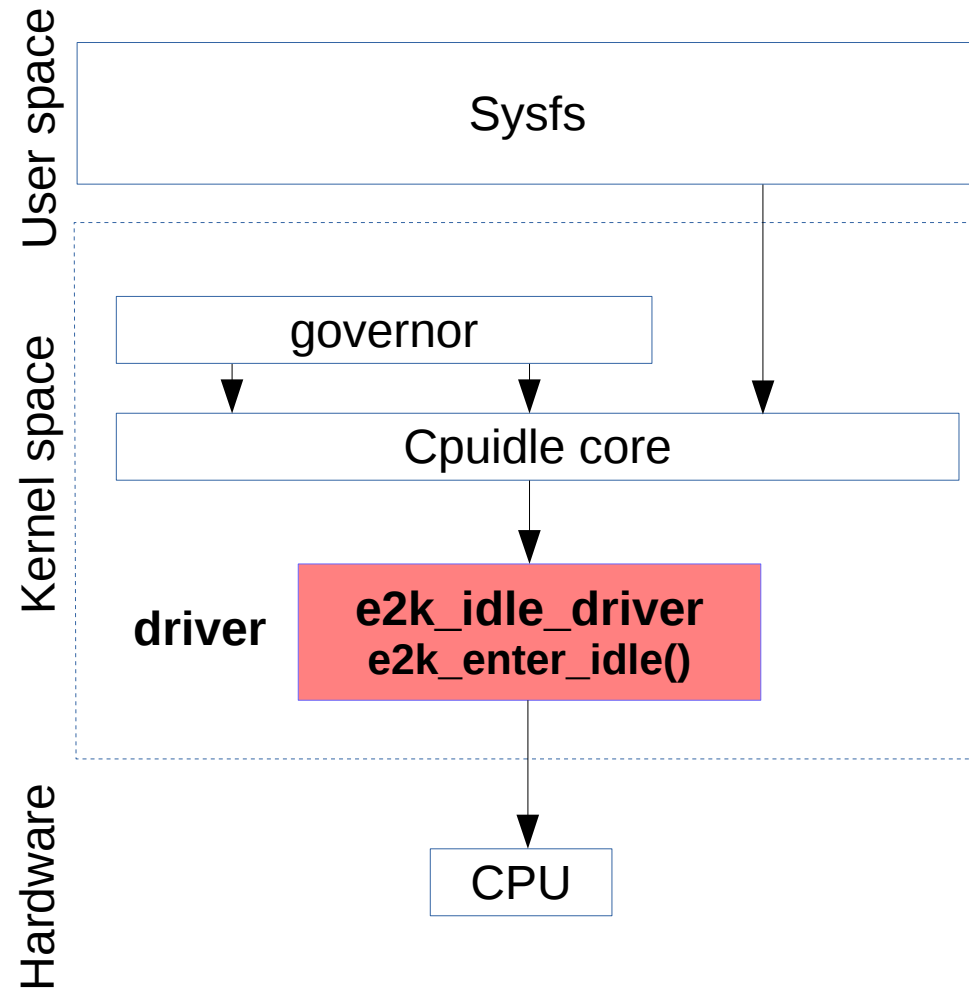 User space
Sysfs
Kernel space
governor
Cpuidle core
driver
e2k_idle_driver
e2k_enter_idle()
Hardware
CPU